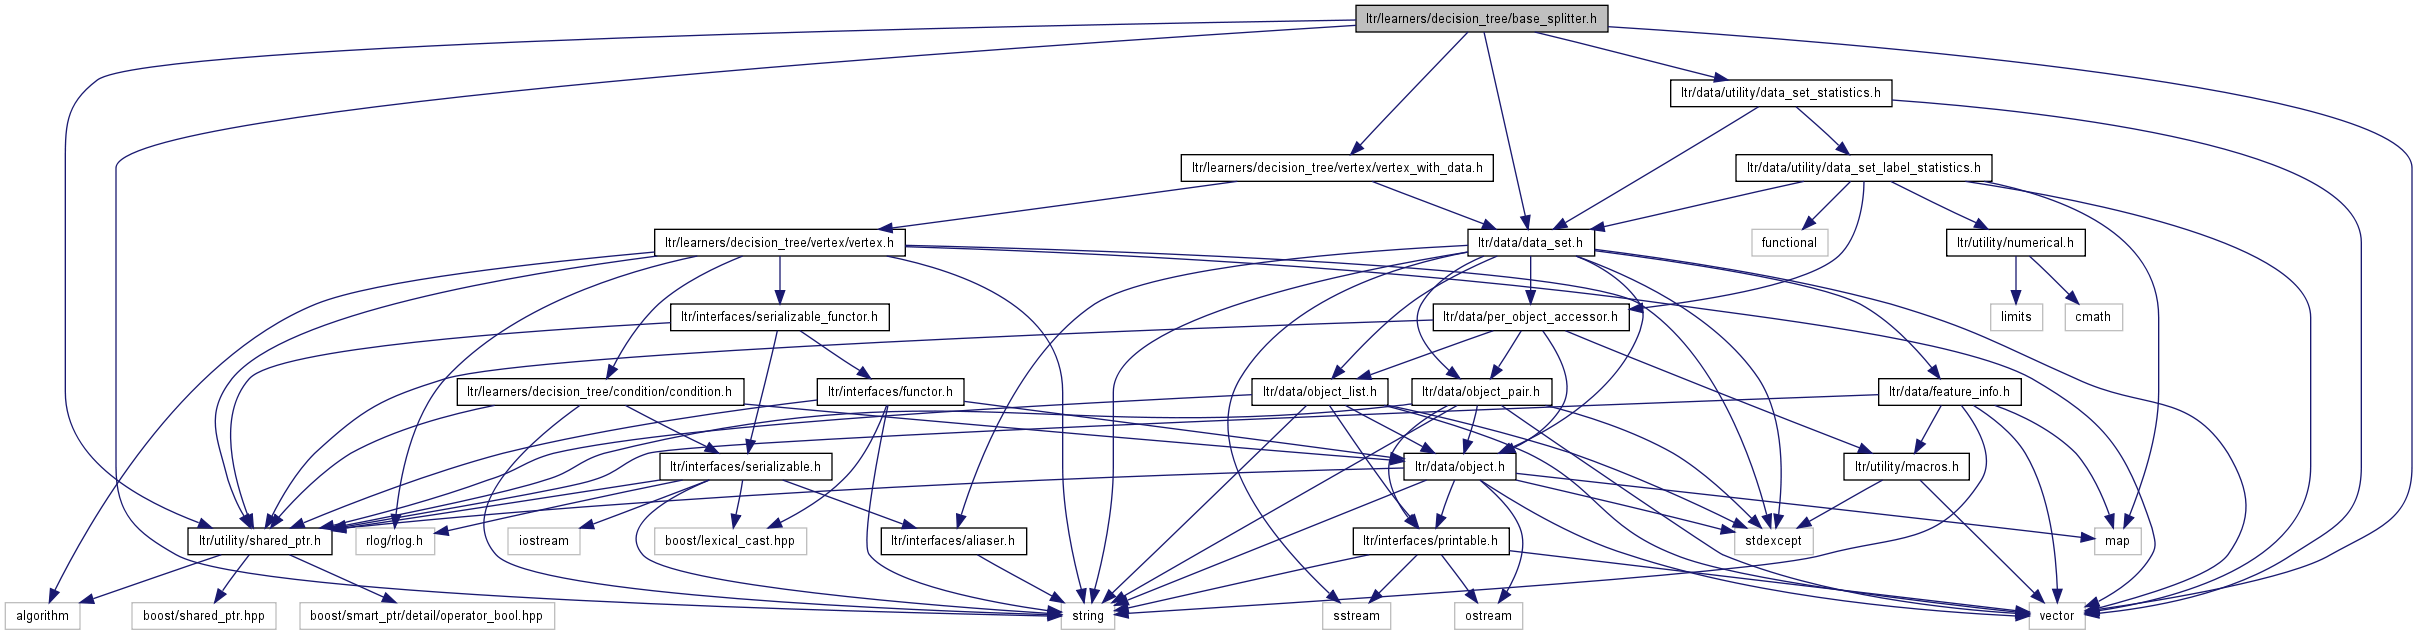 ltr/learners/decision_tree/base_splitter.h
ltr/data/utility/data_set_statistics.h
ltr/learners/decision_tree/vertex/vertex_with_data.h
ltr/data/utility/data_set_label_statistics.h
ltr/learners/decision_tree/vertex/vertex.h
ltr/data/data_set.h
functional
ltr/utility/numerical.h
ltr/interfaces/serializable_functor.h
ltr/data/per_object_accessor.h
limits
cmath
ltr/learners/decision_tree/condition/condition.h
ltr/interfaces/functor.h
ltr/data/object_list.h
ltr/data/object_pair.h
ltr/data/feature_info.h
ltr/interfaces/serializable.h
ltr/data/object.h
ltr/utility/macros.h
ltr/utility/shared_ptr.h
rlog/rlog.h
iostream
boost/lexical_cast.hpp
ltr/interfaces/aliaser.h
ltr/interfaces/printable.h
stdexcept
map
algorithm
boost/shared_ptr.hpp
boost/smart_ptr/detail/operator_bool.hpp
string
sstream
ostream
vector